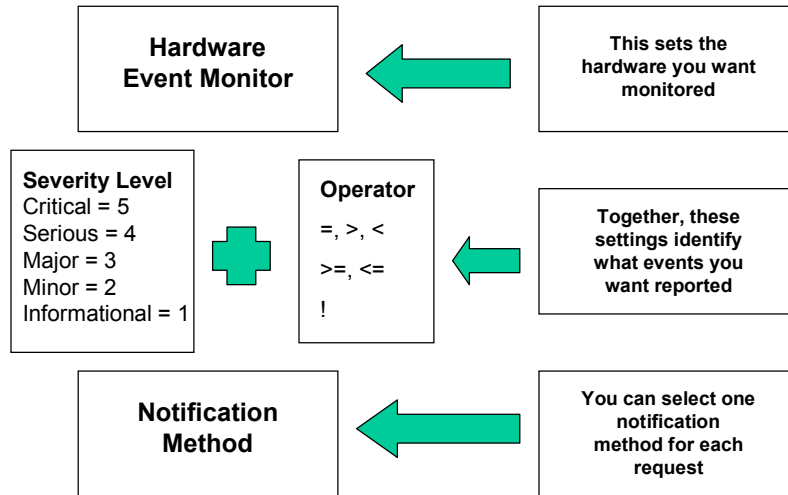 Hardware
Event Monitor
This sets the
hardware you want
monitored
Severity Level
Critical = 5
Serious = 4
Major = 3
Minor = 2
Informational = 1
Operator
=, >, <
>=, <=
!
Together, these
settings identify
what events you
want reported
Notification
Method
You can select one
notification
method for each
request